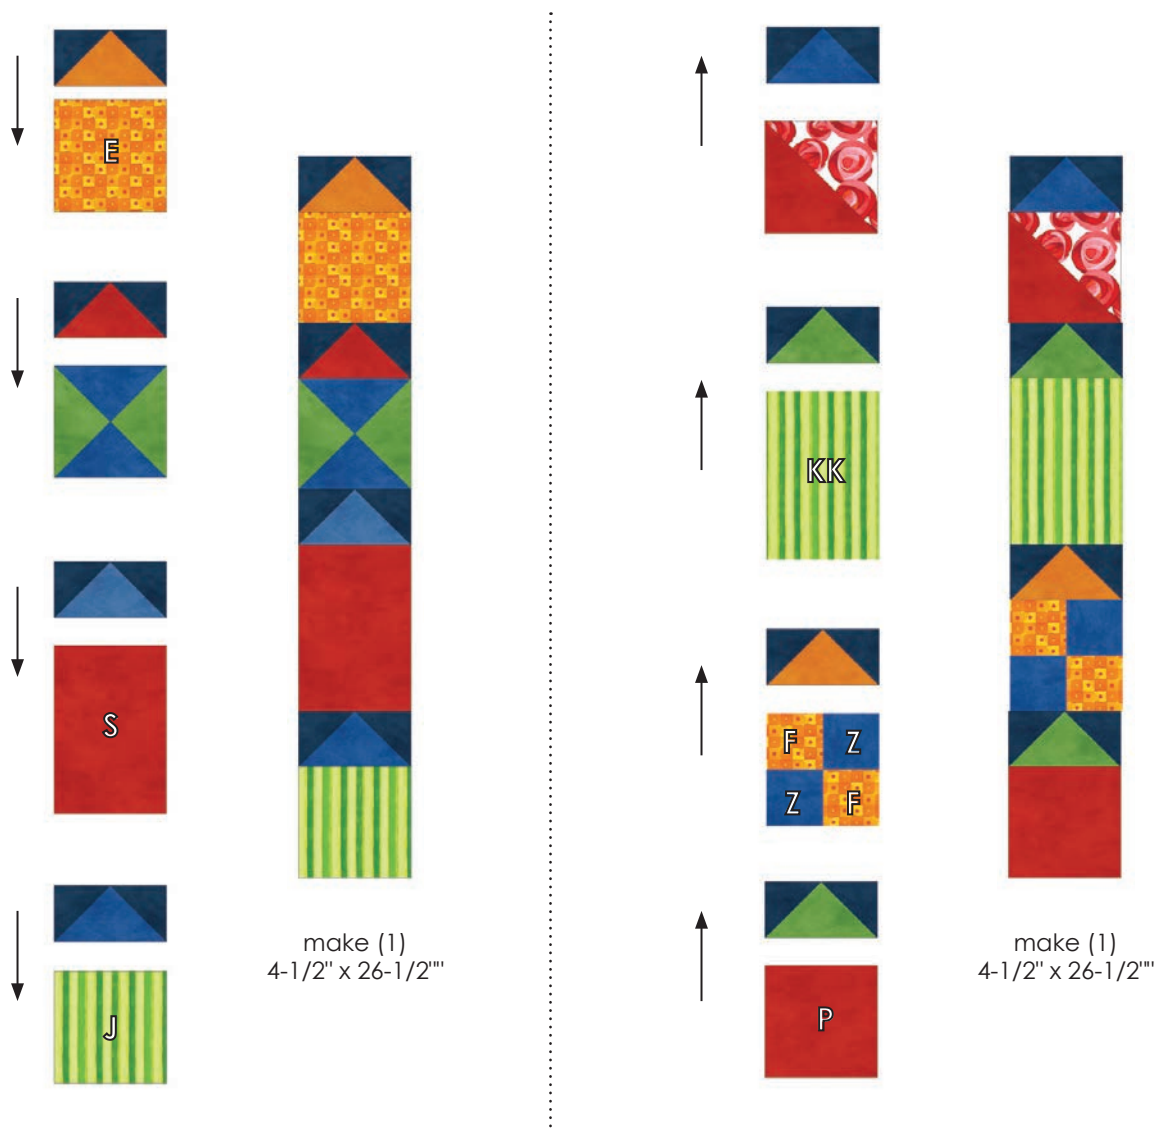 E
S
J
make (1)
4-1/2" x 26-1/2""
KK
F Z
Z F
P
make (1)
4-1/2" x 26-1/2""